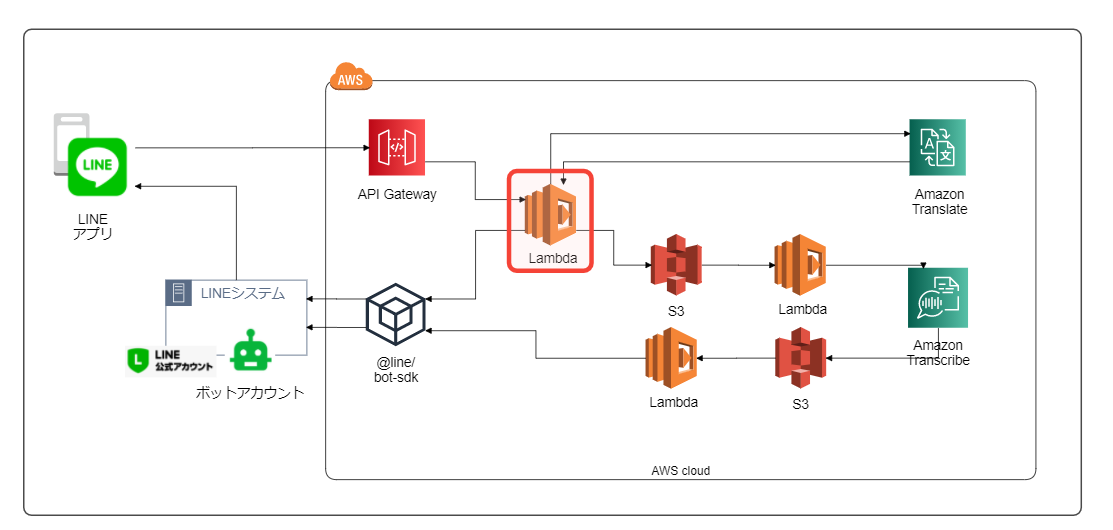 AWS
LINE
LINE
アプリ
API Gateway
Lambda
A
文
Amazon
Translate
S3
Lambda
Amazon
Transcribe
LINEシステム
L
LINE
公式アカウント
ボットアカウント
@line/
bot-sdk
Lambda
S3
AWS cloud